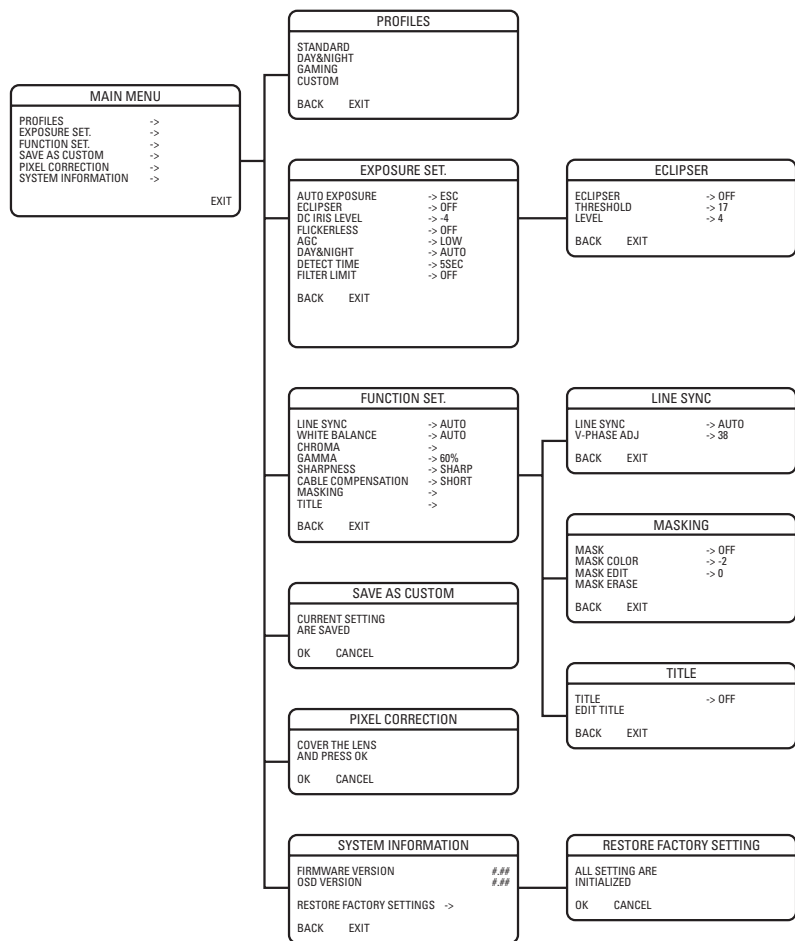 MAIN MENU
PROFILES ->
EXPOSURE SET. ->
FUNCTION SET. ->
SAVE AS CUSTOM ->
PIXEL CORRECTION ->
SYSTEM INFORMATION ->
EXIT
PROFILES
STANDARD
DAY&NIGHT
GAMING
CUSTOM
BACK EXIT
EXPOSURE SET.
AUTO EXPOSURE -> ESC
ECLIPSER -> OFF
DC IRIS LEVEL -> -4
FLICKERLESS -> OFF
AGC -> LOW
DAY&NIGHT -> AUTO
DETECT TIME -> 5SEC
FILTER LIMIT -> OFF
BACK EXIT
ECLIPSER
ECLIPSER -> OFF
THRESHOLD -> 17
LEVEL -> 4
BACK EXIT
FUNCTION SET.
LINE SYNC -> AUTO
WHITE BALANCE -> AUTO
CHROMA ->
GAMMA -> 60%
SHARPNESS -> SHARP
CABLE COMPENSATION -> SHORT
MASKING ->
TITLE ->
BACK EXIT
LINE SYNC
LINE SYNC -> AUTO
V-PHASE ADJ -> 38
BACK EXIT
MASKING
MASK -> OFF
MASK COLOR -> -2
MASK EDIT -> 0
MASK ERASE
BACK EXIT
TITLE
TITLE -> OFF
EDIT TITLE
BACK EXIT
SAVE AS CUSTOM
CURRENT SETTING
ARE SAVED
OK CANCEL
PIXEL CORRECTION
COVER THE LENS
AND PRESS OK
OK CANCEL
SYSTEM INFORMATION
FIRMWARE VERSION #.##
OSD VERSION #.##
RESTORE FACTORY SETTINGS ->
BACK EXIT
RESTORE FACTORY SETTING
ALL SETTING ARE
INITIALIZED
OK CANCEL